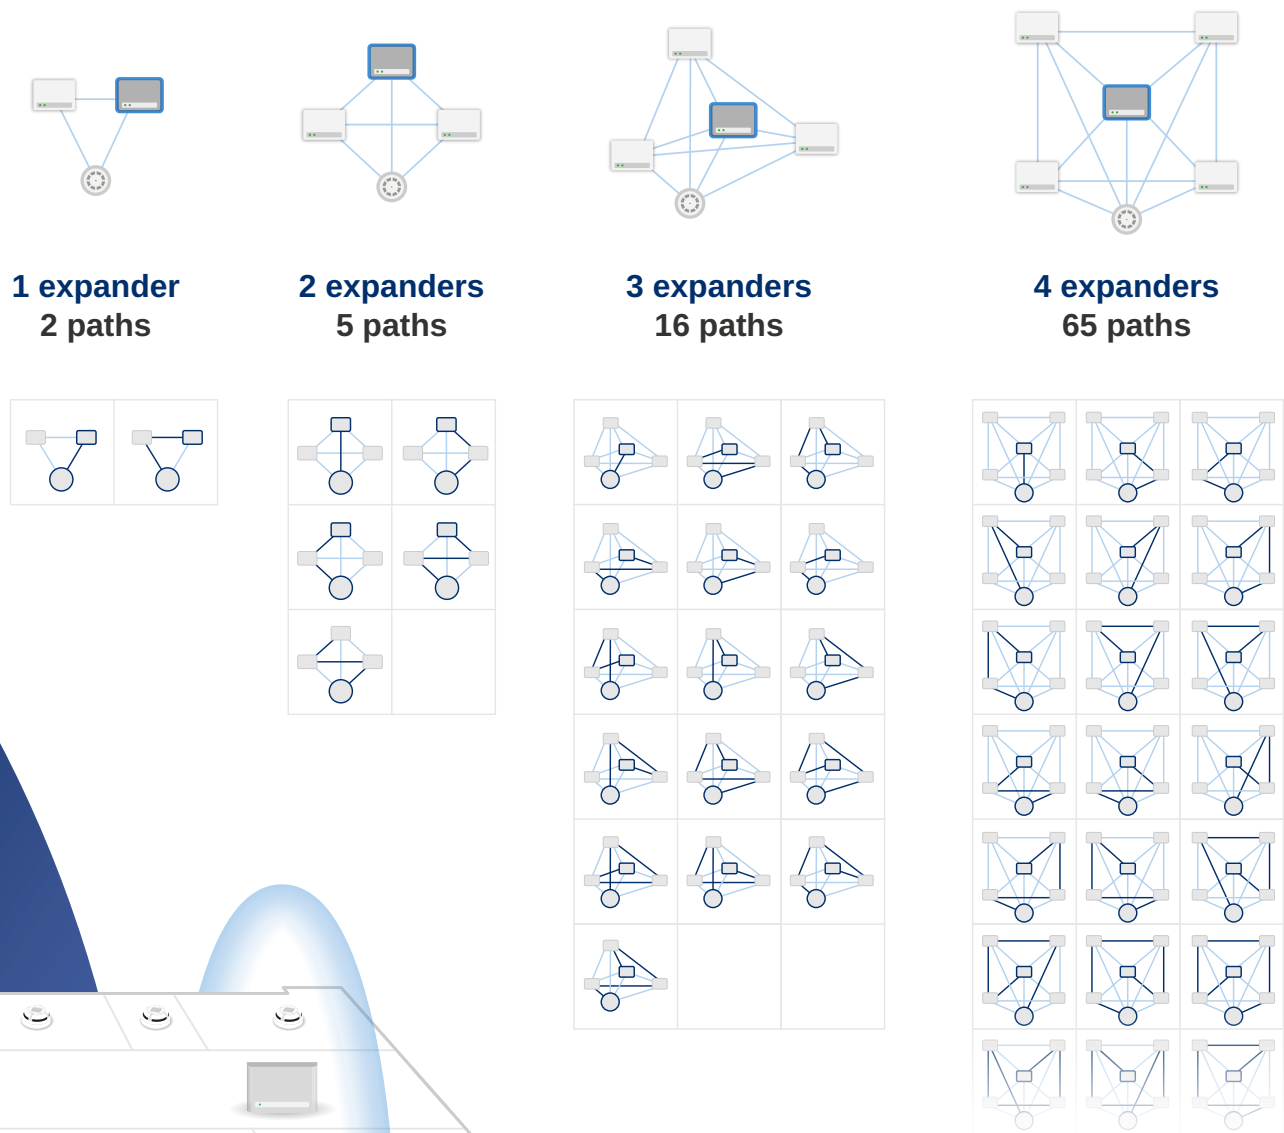 1 expander
2 paths
2 expanders
5 paths
3 expanders
16 paths
4 expanders
65 paths